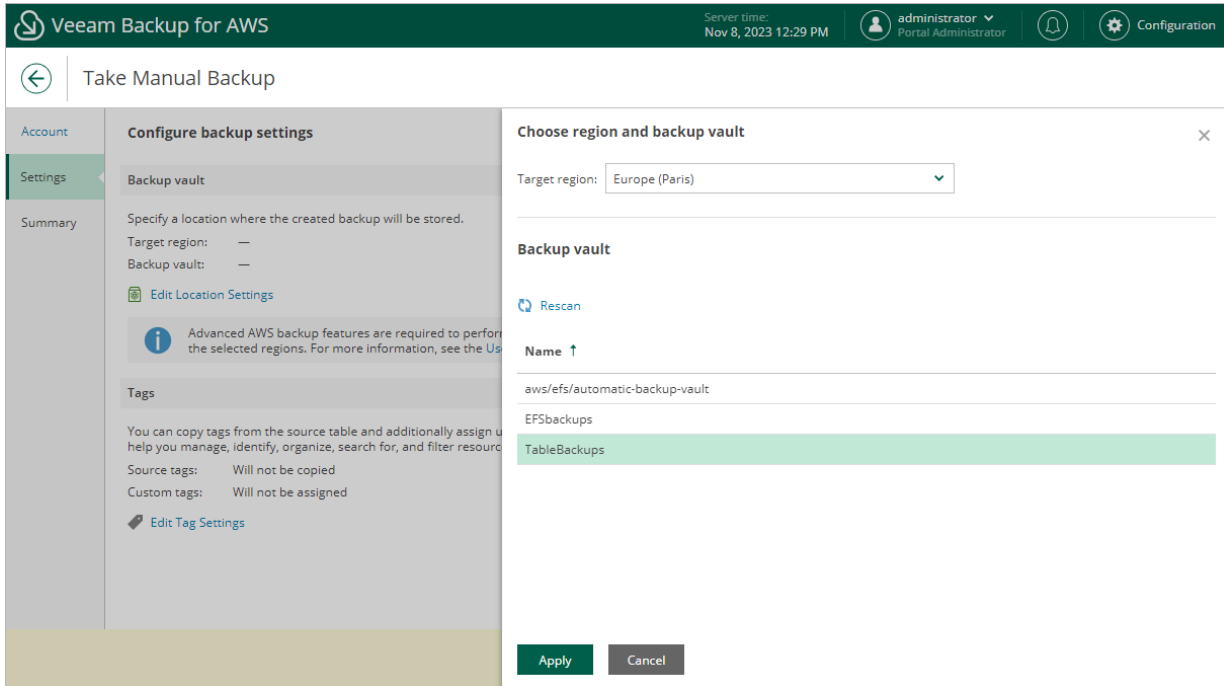 Veeam Backup for AWS
Server time:
Nov 8, 2023 12:29 PM
administrator
Portal Administrator
Configuration
Take Manual Backup
Account
Settings
Summary
Configure backup settings
Backup vault
Specify a location where the created backup will be stored.
Target region: —
Backup vault: —
Edit Location Settings
Advanced AWS backup features are required to perfor
the selected regions. For more information, see the Us
Tags
You can copy tags from the source table and additionally assign u
help you manage, identify, organize, search for, and filter resourc
Source tags: Will not be copied
Custom tags: Will not be assigned
Edit Tag Settings
Choose region and backup vault
Target region: Europe (Paris)
Backup vault
Rescan
Name ↑
aws/efs/automatic-backup-vault
EFSbackups
TableBackups
Apply Cancel